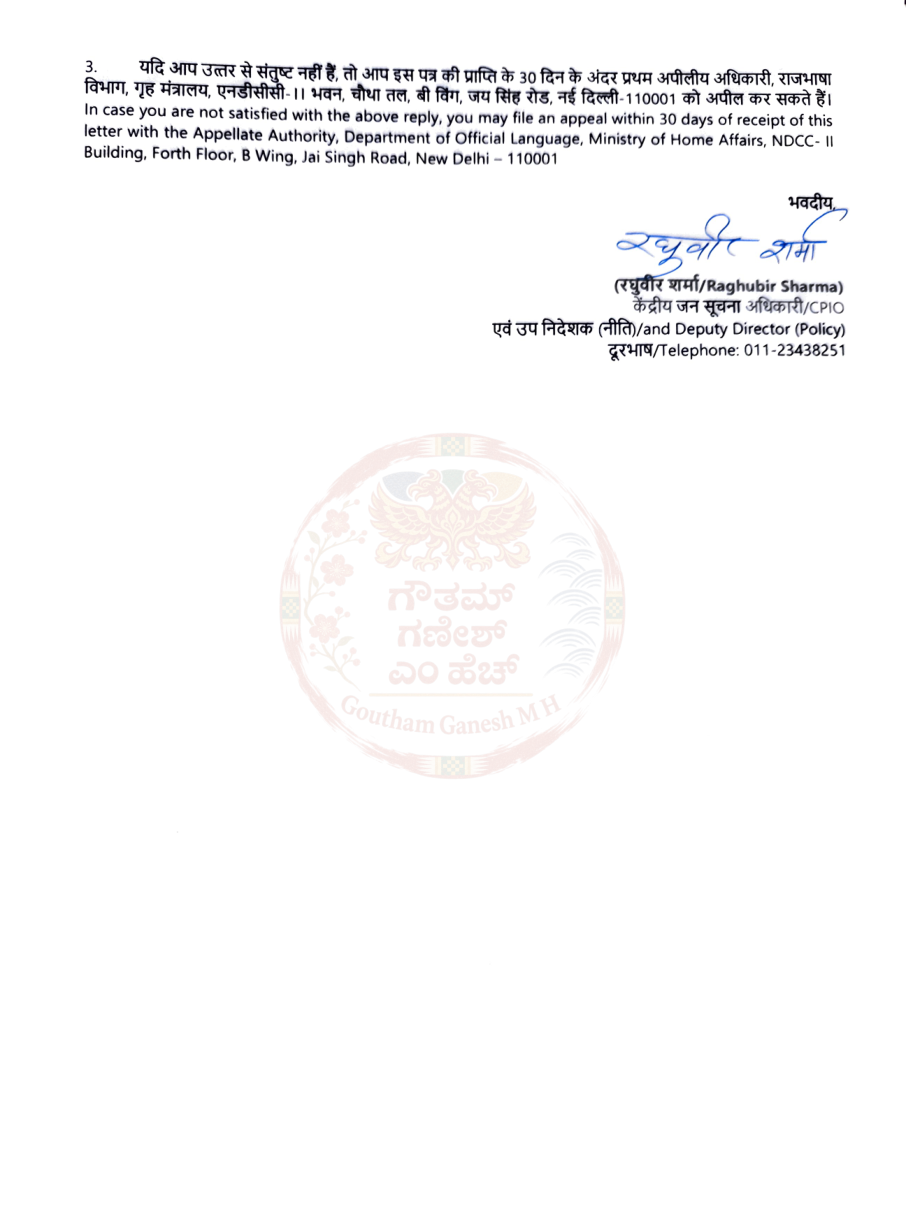 3. यदि आप उत्तर से संतुष्ट नहीं हैं, तो आप इस पत्र की प्राप्ति के 30 दिन के अंदर प्रथम अपीलीय अधिकारी, राजभाषा
विभाग, गृह मंत्रालय, एनडीसीसी-।। भवन, चौथा तल, बी विंग, जय सिंह रोड, नई दिल्ली-110001 को अपील कर सकते हैं।
In case you are not satisfied with the above reply, you may file an appeal within 30 days of receipt of this
letter with the Appellate Authority, Department of Official Language, Ministry of Home Affairs, NDCC- II
Building, Forth Floor, B Wing, Jai Singh Road, New Delhi – 110001
भवदीय,
रघुवीर शर्मा
(रघुवीर शर्मा/Raghubir Sharma)
केंद्रीय जन सूचना अधिकारी/CPIO
एवं उप निदेशक (नीति)/and Deputy Director (Policy)
दूरभाष/Telephone: 011-23438251
ಗೌತಮ್
ಗಣೇಶ್
ಎಂ ಹೆಚ್
Goutham Ganesh M H